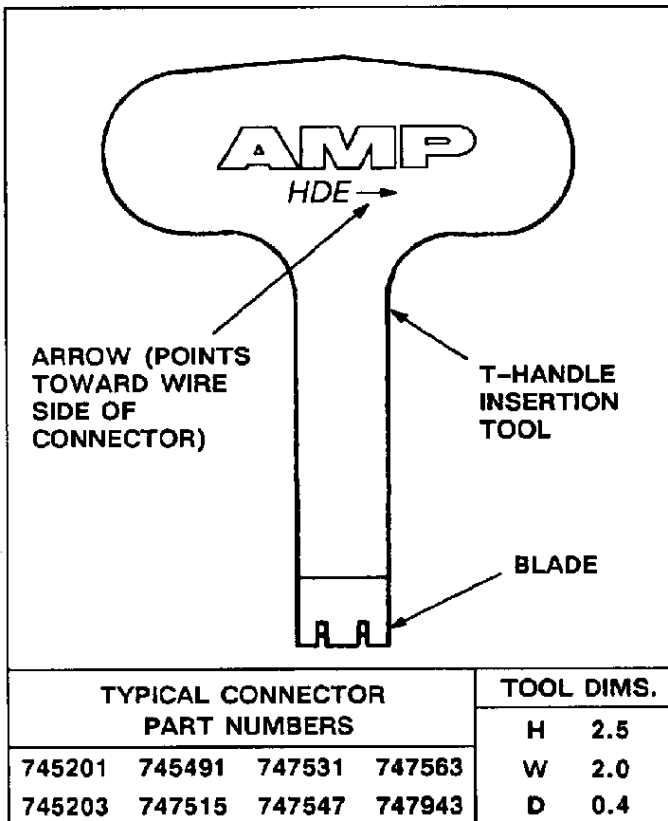 AMP
HDE →
ARROW (POINTS
TOWARD WIRE
SIDE OF
CONNECTOR)
T-HANDLE
INSERTION
TOOL
BLADE
TYPICAL CONNECTOR
PART NUMBERS
745201 745491 747531 747563
745203 747515 747547 747943
TOOL DIMS.
H 2.5
W 2.0
D 0.4